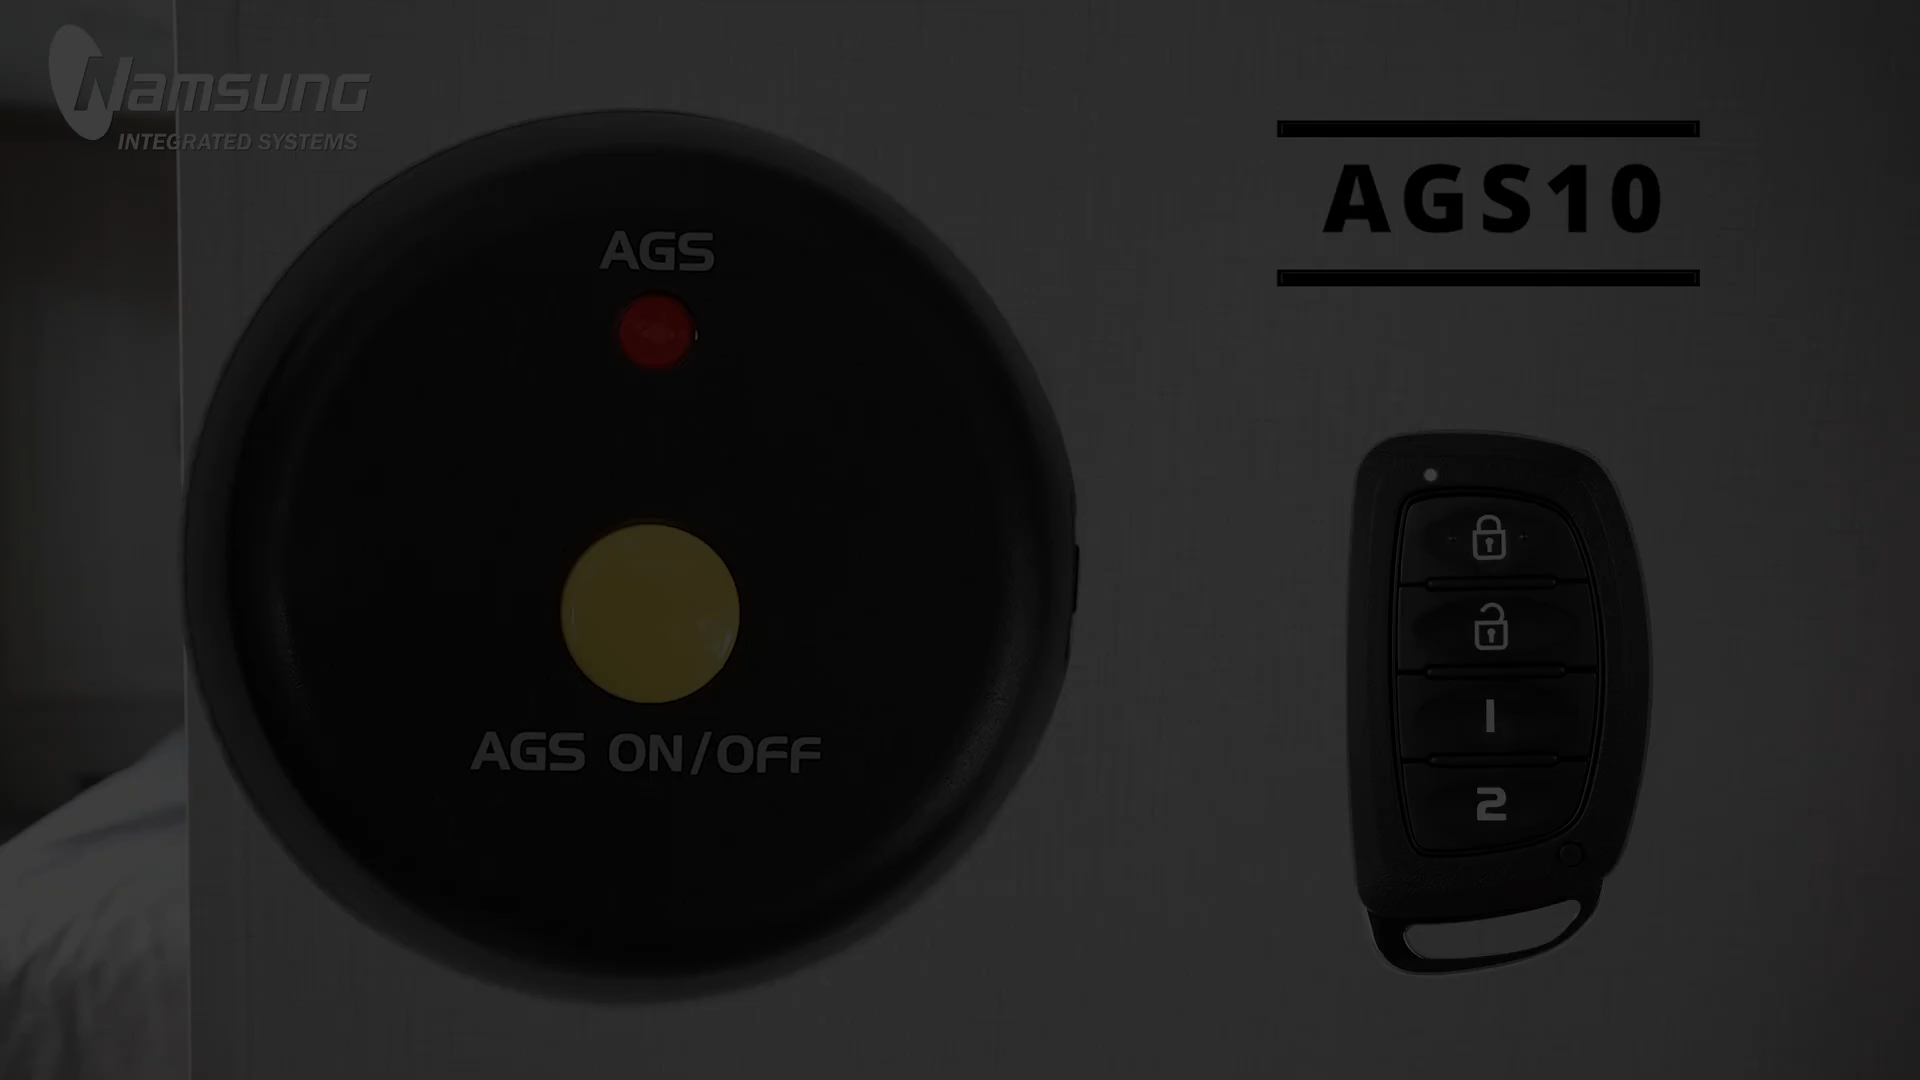 Namsung
INTEGRATED SYSTEMS
AGS10
AGS
AGS ON/OFF
1
2